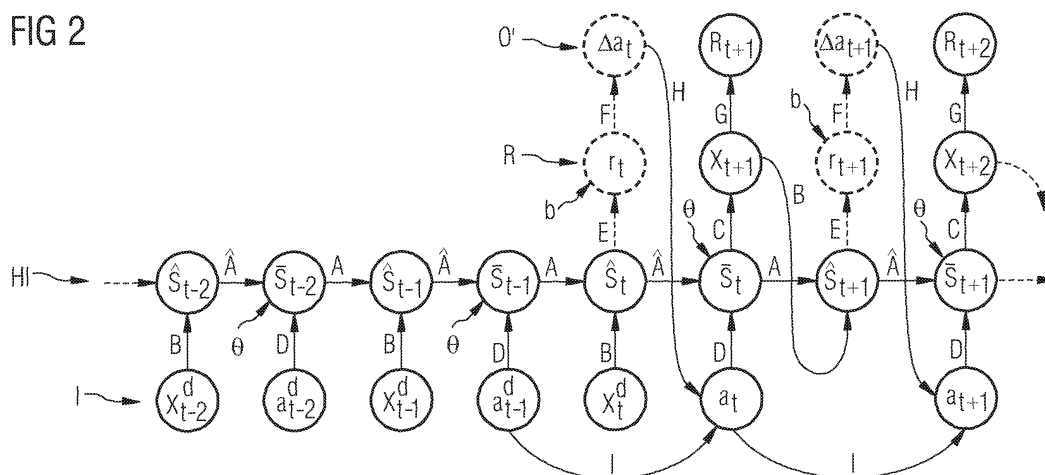 FIG 2
O' Δa_t R_{t+1} Δa_{t+1} R_{t+2}
H H
F G b F G
R r_t X_{t+1} r_{t+1} X_{t+2}
b θ B θ
E C E C
HI Ŝ_{t-2} Â S̄_{t-2} A Ŝ_{t-1} Â S̄_{t-1} A Ŝ_t Â S̄_t A Ŝ_{t+1} Â S̄_{t+1}
θ θ
B D B D B D D
I X^d_{t-2} a^d_{t-2} X^d_{t-1} a^d_{t-1} X^d_t a_t a_{t+1}
I I